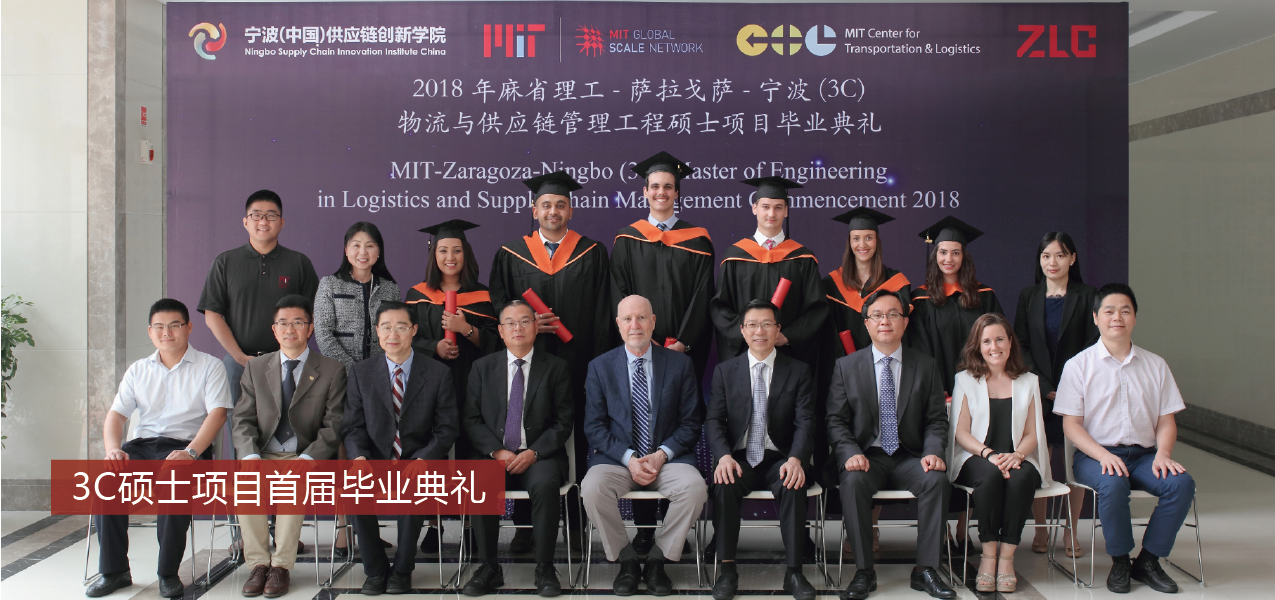 宁波(中国)供应链创新学院
Ningbo Supply Chain Innovation Institute China
MIT
MIT GLOBAL
SCALE NETWORK
CTL
MIT Center for
Transportation & Logistics
ZLC
2018 年麻省理工 - 萨拉戈萨 - 宁波 (3C)
物流与供应链管理工程硕士项目毕业典礼
MIT-Zaragoza-Ningbo (3 Master of Engineering
in Logistics and Supply Chain Management Commencement 2018
3C硕士项目首届毕业典礼